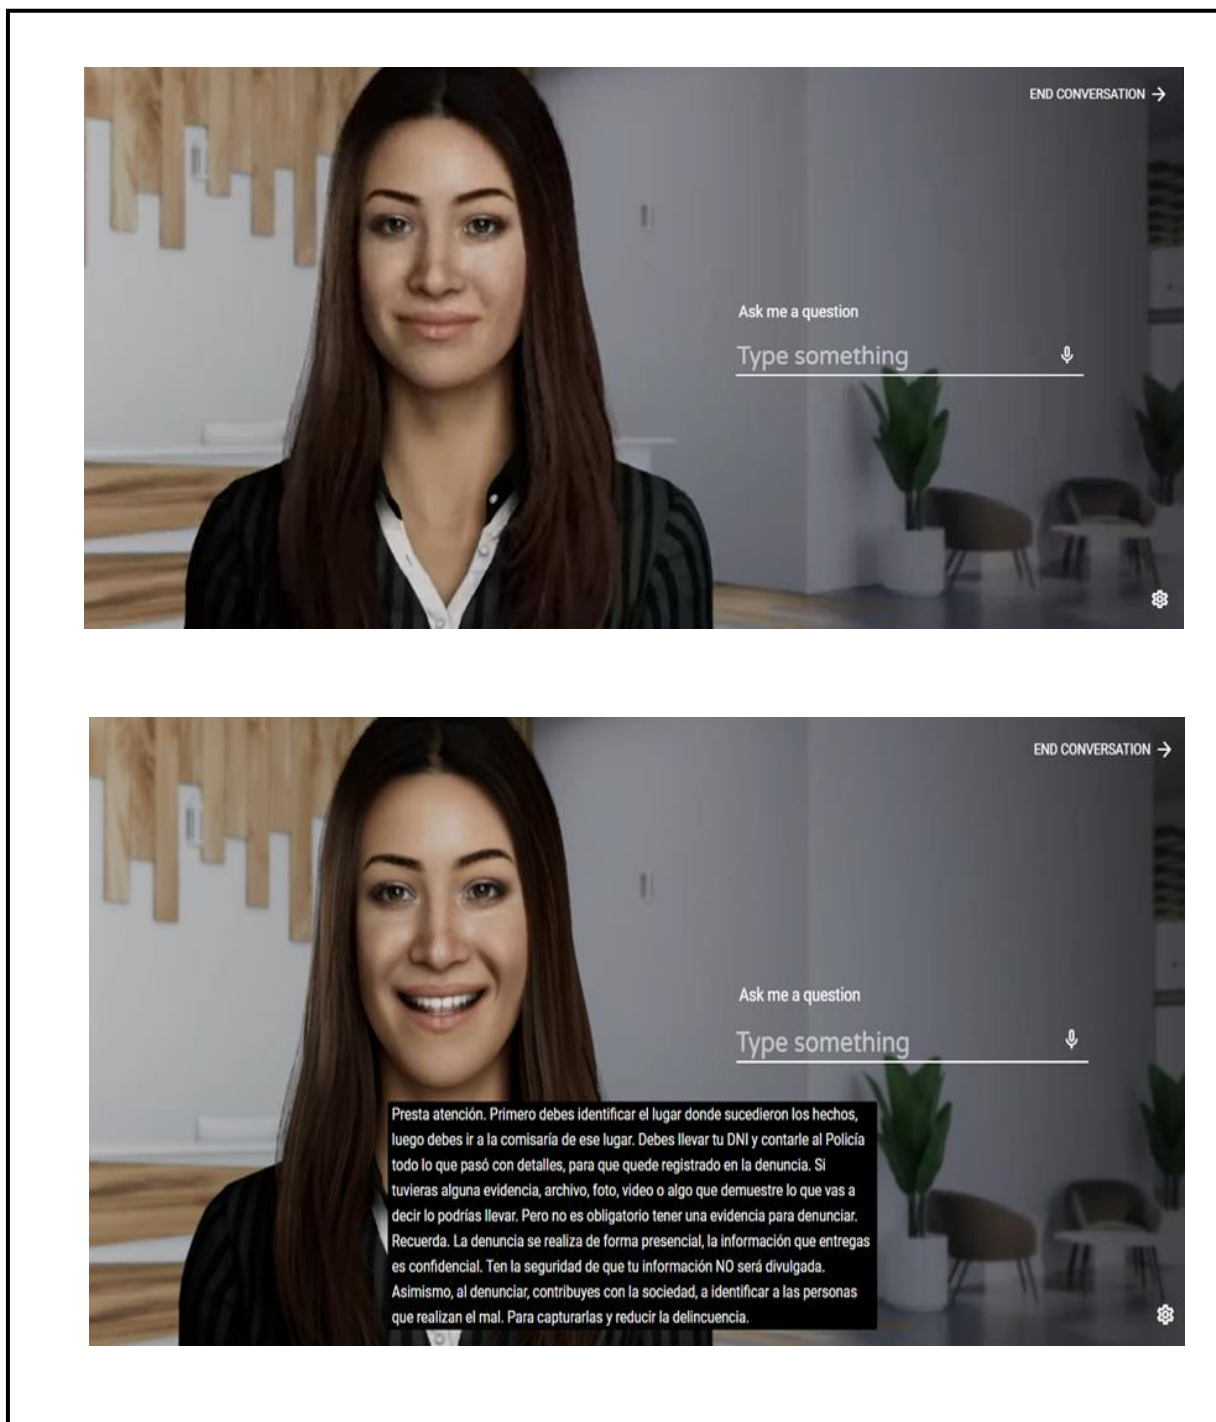 END CONVERSATION →
Ask me a question
Type something
END CONVERSATION →
Ask me a question
Type something
Presta atención. Primero debes identificar el lugar donde sucedieron los hechos,
luego debes ir a la comisaría de ese lugar. Debes llevar tu DNI y contarle al Policía
todo lo que pasó con detalles, para que quede registrado en la denuncia. Si
tuvieras alguna evidencia, archivo, foto, video o algo que demuestre lo que vas a
decir lo podrías llevar. Pero no es obligatorio tener una evidencia para denunciar.
Recuerda. La denuncia se realiza de forma presencial, la información que entregas
es confidencial. Ten la seguridad de que tu información NO será divulgada.
Asimismo, al denunciar, contribuyes con la sociedad, a identificar a las personas
que realizan el mal. Para capturarlas y reducir la delincuencia.